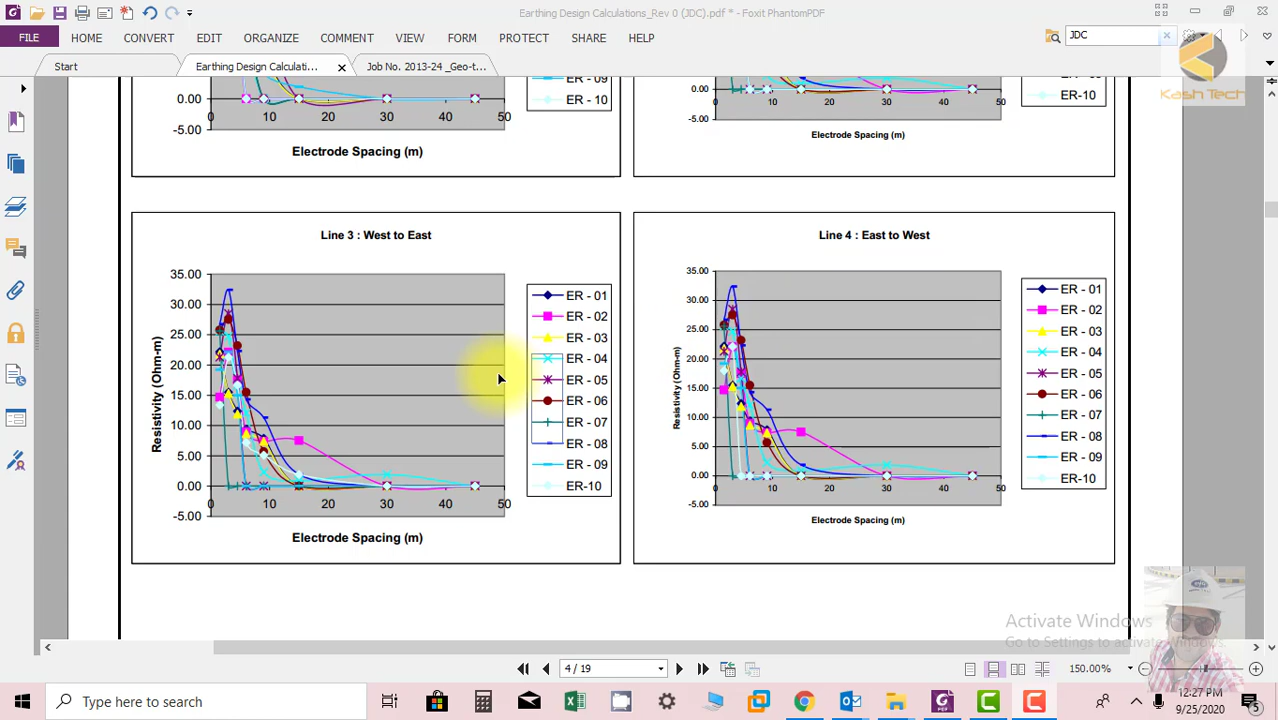 Earthing Design Calculations_Rev 0 (JDC).pdf * - Foxit PhantomPDF
FILE HOME CONVERT EDIT ORGANIZE COMMENT VIEW FORM PROTECT SHARE HELP
JDC
Kash Tech
Start
Earthing Design Calculati...
Job No. 2013-24 _Geo-t...
0.00
-5.00
0 10 20 30 40 50
Electrode Spacing (m)
ER - 09
ER - 10
0.00
-5.00
0 10 20 30 40 50
Electrode Spacing (m)
ER-10
Line 3 : West to East
Resistivity (Ohm-m)
35.00
30.00
25.00
20.00
15.00
10.00
5.00
0.00
-5.00
0 10 20 30 40 50
Electrode Spacing (m)
ER - 01
ER - 02
ER - 03
ER - 04
ER - 05
ER - 06
ER - 07
ER - 08
ER - 09
ER-10
Line 4 : East to West
Resistivity (Ohm-m)
35.00
30.00
25.00
20.00
15.00
10.00
5.00
0.00
-5.00
0 10 20 30 40 50
Electrode Spacing (m)
ER - 01
ER - 02
ER - 03
ER - 04
ER - 05
ER - 06
ER - 07
ER - 08
ER - 09
ER-10
Activate Windows
Go to Settings to activate Windows.
4 / 19
150.00%
Type here to search
12:27 PM
9/25/2020
5